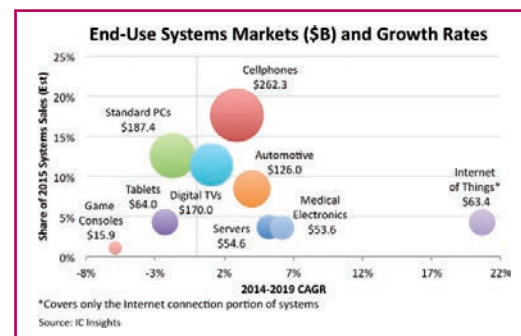 End-Use Systems Markets ($B) and Growth Rates
Share of 2015 Systems Sales (Est)
25%
20%
15%
10%
5%
0%
Cellphones
$262.3
Standard PCs
$187.4
Automotive
$126.0
Internet
of Things*
$63.4
Tablets
$64.0
Digital TVs
$170.0
Medical
Electronics
$53.6
Game
Consoles
$15.9
Servers
$54.6
-8%
-3%
2%
7%
12%
17%
22%
2014-2019 CAGR
*Covers only the Internet connection portion of systems
Source: IC Insights